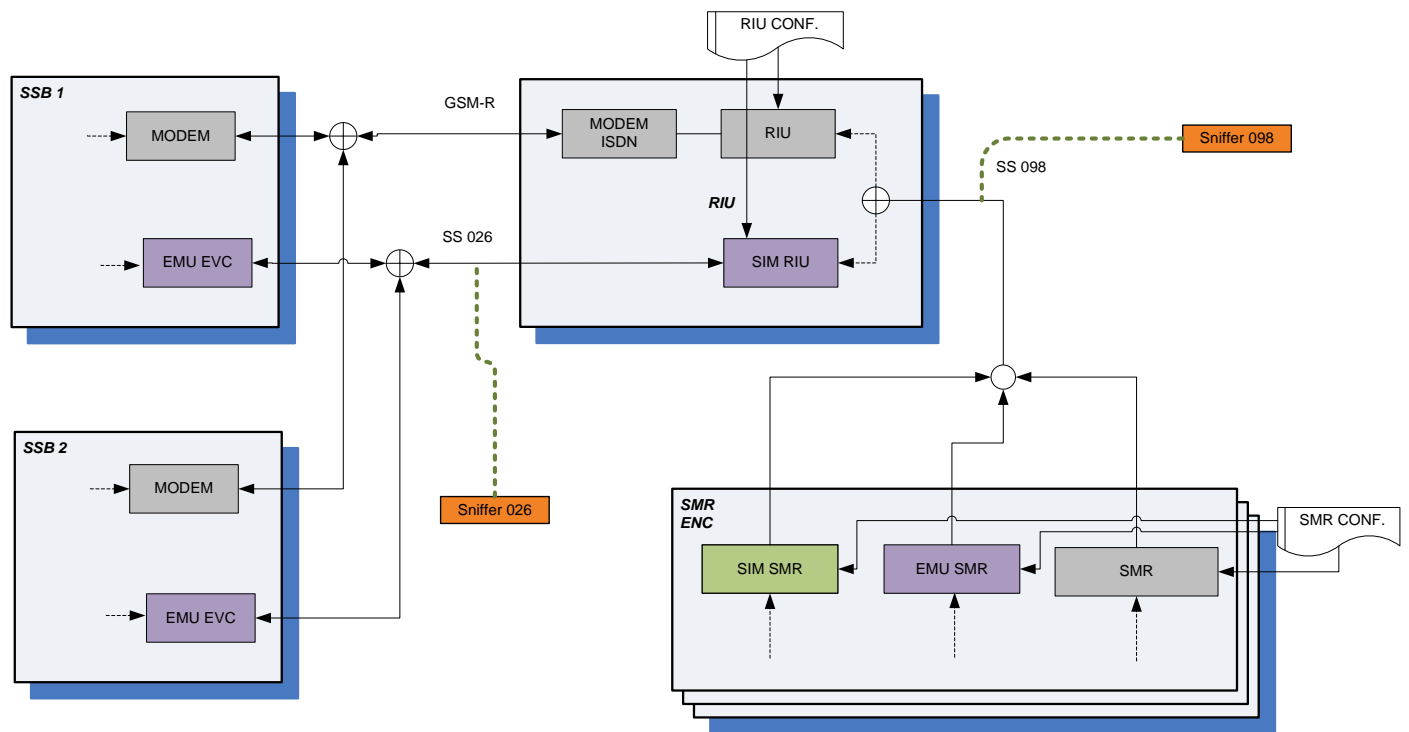 RIU CONF.
SSB 1
MODEM
GSM-R
MODEM
ISDN
RIU
Sniffer 098
SS 098
RIU
EMU EVC
SS 026
SIM RIU
SSB 2
MODEM
Sniffer 026
EMU EVC
SMR
ENC
SMR CONF.
SIM SMR
EMU SMR
SMR